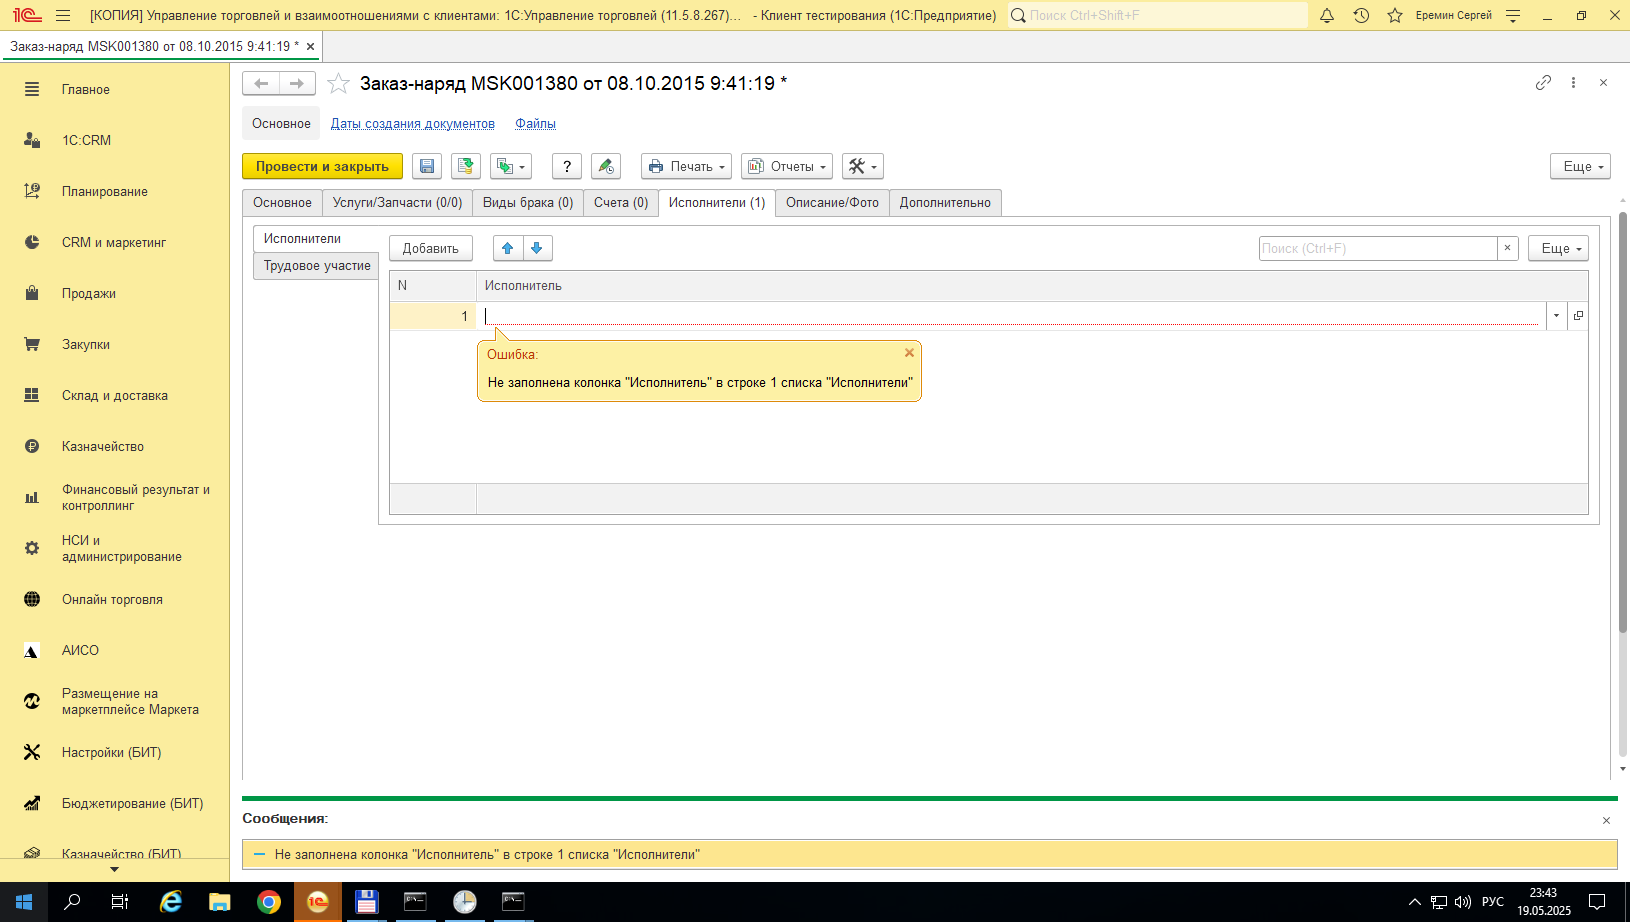 [КОПИЯ] Управление торговлей и взаимоотношениями с клиентами: 1С:Управление торговлей (11.5.8.267)... - Клиент тестирования (1С:Предприятие)
Поиск Ctrl+Shift+F
Еремин Сергей
Заказ-наряд MSK001380 от 08.10.2015 9:41:19 *
Главное
1С:CRM
Планирование
CRM и маркетинг
Продажи
Закупки
Склад и доставка
Казначейство
Финансовый результат и
контроллинг
НСИ и
администрирование
Онлайн торговля
АИСО
Размещение на
маркетплейсе Маркета
Настройки (БИТ)
Бюджетирование (БИТ)
Казначейство (БИТ)
Заказ-наряд MSK001380 от 08.10.2015 9:41:19 *
Основное Даты создания документов Файлы
Провести и закрыть ? Печать Отчеты Еще
Основное Услуги/Запчасти (0/0) Виды брака (0) Счета (0) Исполнители (1) Описание/Фото Дополнительно
Исполнители
Трудовое участие
Добавить Поиск (Ctrl+F) × Еще
N Исполнитель
1
Ошибка:
Не заполнена колонка "Исполнитель" в строке 1 списка "Исполнители"
Сообщения:
Не заполнена колонка "Исполнитель" в строке 1 списка "Исполнители"
РУС
23:43
19.05.2025